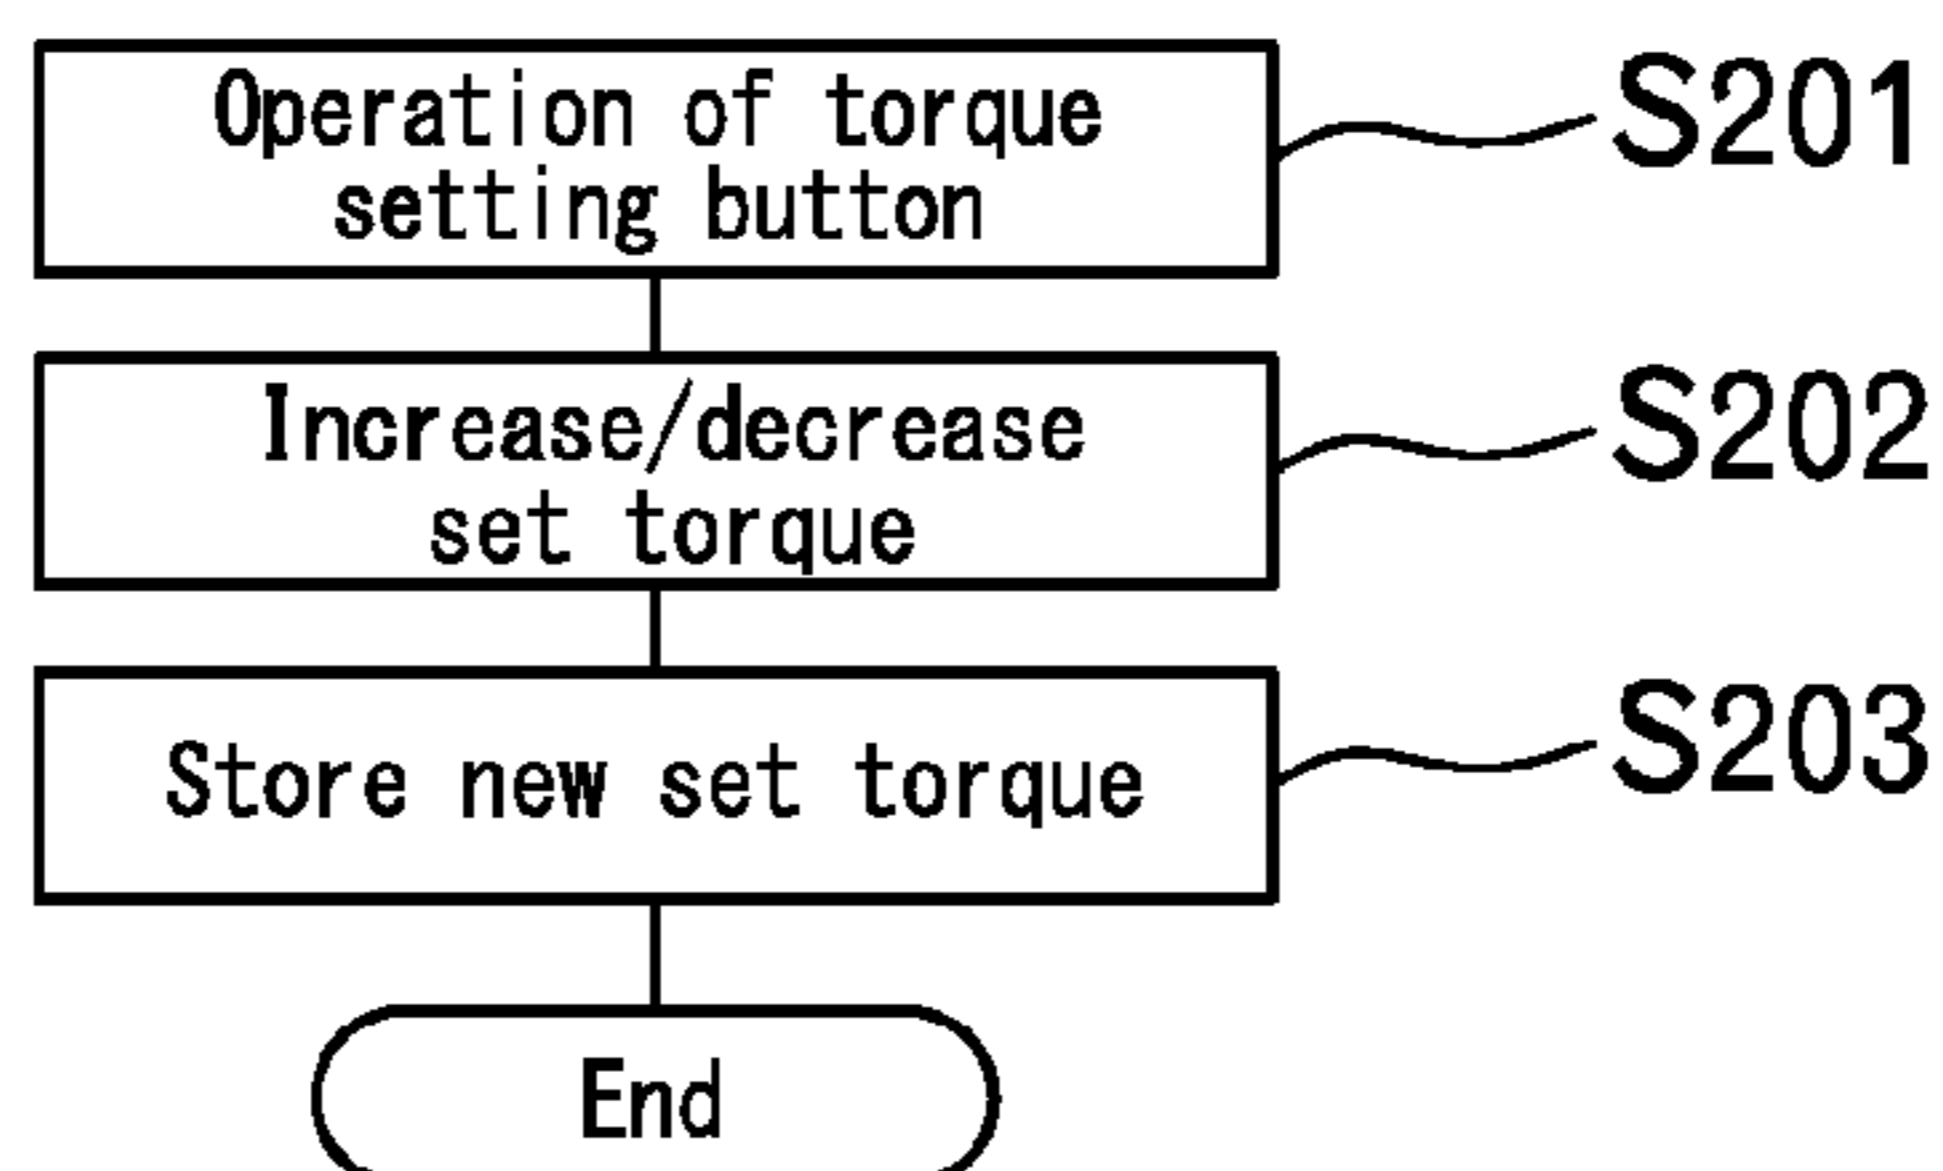 Operation of torque
setting button
S201
Increase/decrease
set torque
S202
Store new set torque
S203
End